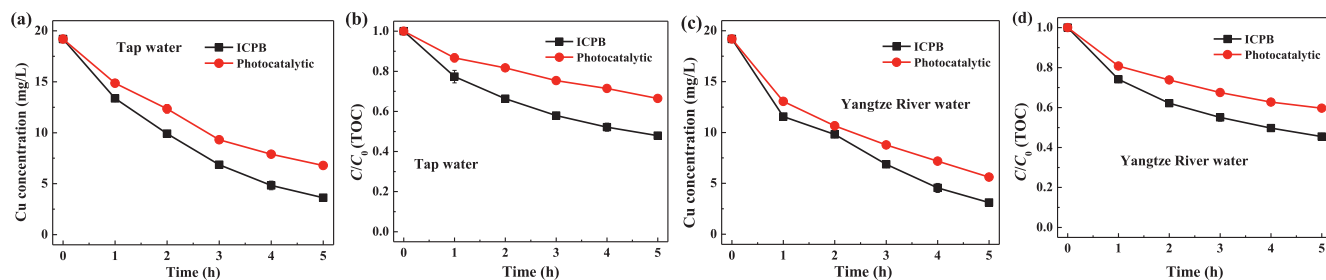 (a)
20
15
10
5
0
Cu concentration (mg/L)
Tap water
ICPB
Photocatalytic
0 1 2 3 4 5
Time (h)
(b)
1.0
0.8
0.6
0.4
0.2
0.0
C/C0 (TOC)
ICPB
Photocatalytic
Tap water
0 1 2 3 4 5
Time (h)
(c)
20
15
10
5
0
Cu concentration (mg/L)
ICPB
Photocatalytic
Yangtze River water
0 1 2 3 4 5
Time (h)
(d)
1.0
0.8
0.6
0.4
0.2
0.0
C/C0 (TOC)
ICPB
Photocatalytic
Yangtze River water
0 1 2 3 4 5
Time (h)